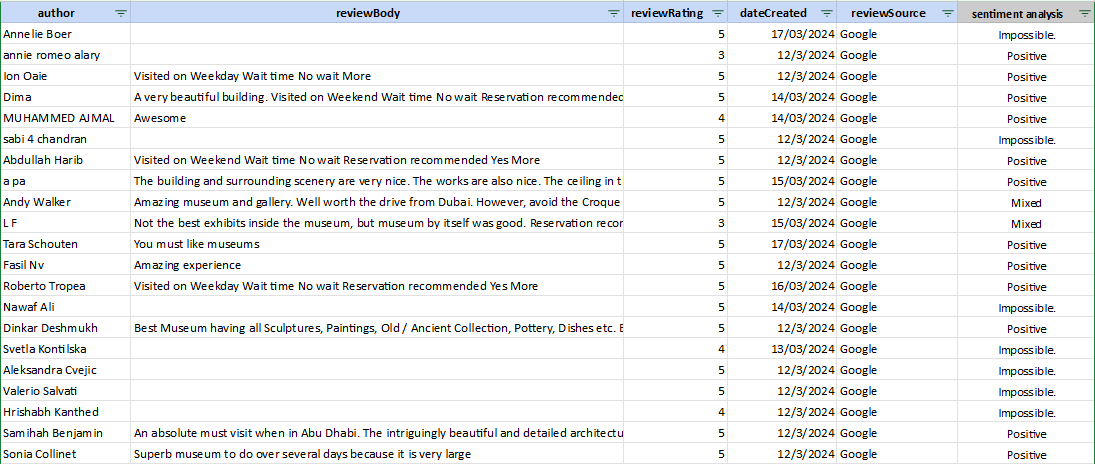 author reviewBody reviewRating dateCreated reviewSource sentiment analysis
Annelie Boer 5 17/03/2024 Google Impossible.
annie romeo alary 3 12/3/2024 Google Positive
Ion Oaie Visited on Weekday Wait time No wait More 5 12/3/2024 Google Positive
Dima A very beautiful building. Visited on Weekend Wait time No wait Reservation recommended 5 14/03/2024 Google Positive
MUHAMMED AJMAL Awesome 4 14/03/2024 Google Positive
sabi 4 chandran 5 12/3/2024 Google Impossible.
Abdullah Harib Visited on Weekend Wait time No wait Reservation recommended Yes More 5 12/3/2024 Google Positive
a pa The building and surrounding scenery are very nice. The works are also nice. The ceiling in t 5 15/03/2024 Google Positive
Andy Walker Amazing museum and gallery. Well worth the drive from Dubai. However, avoid the Croque 5 12/3/2024 Google Mixed
L F Not the best exhibits inside the museum, but museum by itself was good. Reservation recor 3 15/03/2024 Google Mixed
Tara Schouten You must like museums 5 17/03/2024 Google Positive
Fasil Nv Amazing experience 5 12/3/2024 Google Positive
Roberto Tropea Visited on Weekday Wait time No wait Reservation recommended Yes More 5 16/03/2024 Google Positive
Nawaf Ali 5 14/03/2024 Google Impossible.
Dinkar Deshmukh Best Museum having all Sculptures, Paintings, Old / Ancient Collection, Pottery, Dishes etc. 5 12/3/2024 Google Positive
Svetla Kontilska 4 13/03/2024 Google Impossible.
Aleksandra Cvejic 5 12/3/2024 Google Impossible.
Valerio Salvati 5 12/3/2024 Google Impossible.
Hrishabh Kanthed 4 12/3/2024 Google Impossible.
Samihah Benjamin An absolute must visit when in Abu Dhabi. The intriguingly beautiful and detailed architectu 5 12/3/2024 Google Positive
Sonia Collinet Superb museum to do over several days because it is very large 5 12/3/2024 Google Positive